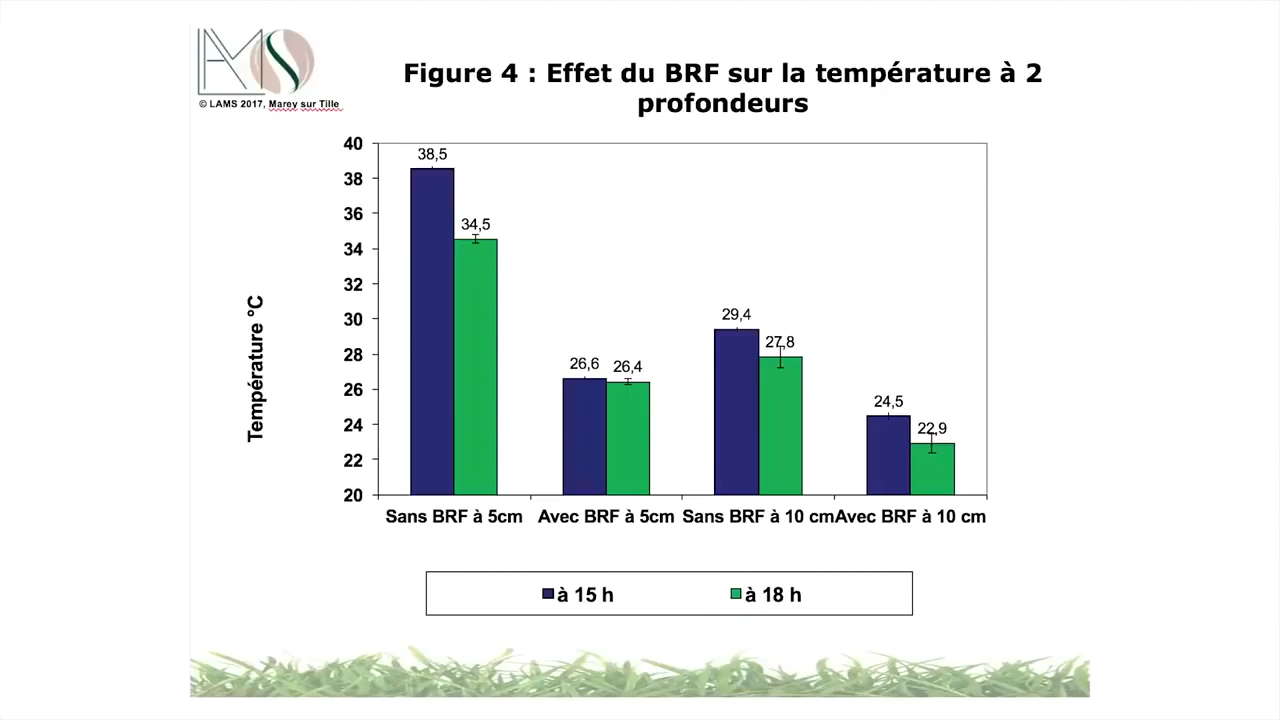 LAMS
© LAMS 2017, Marey sur Tille
Figure 4 : Effet du BRF sur la température à 2
profondeurs
Température °C
40
38
36
34
32
30
28
26
24
22
20
38,5
34,5
26,6
26,4
29,4
27,8
24,5
22,9
Sans BRF à 5cm
Avec BRF à 5cm
Sans BRF à 10 cm
Avec BRF à 10 cm
à 15 h
à 18 h